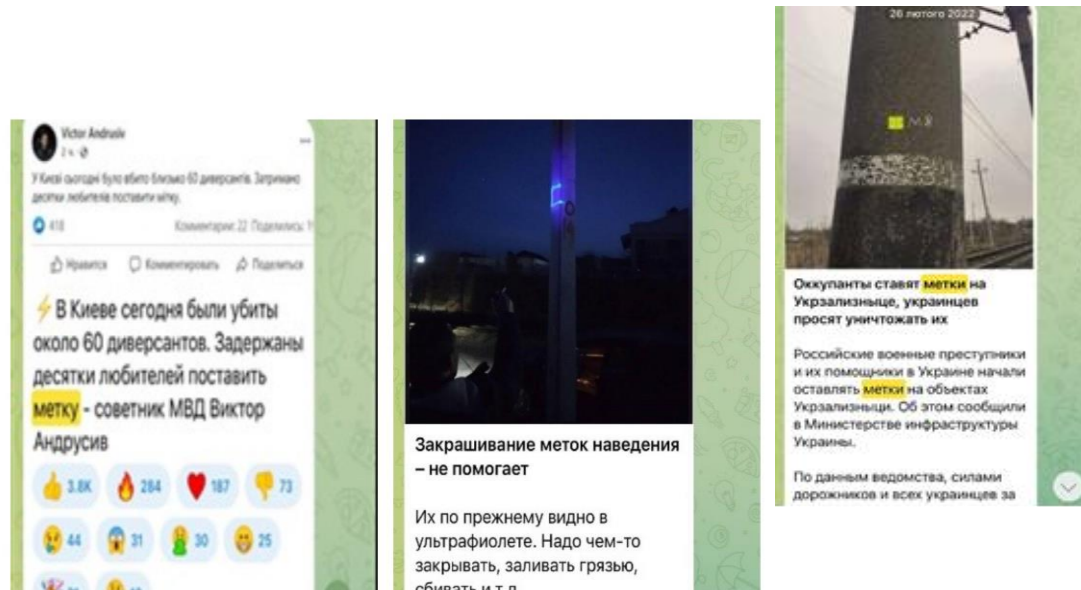 Victor Andrusiv
2 ч.
У Києві сьогодні було вбито близько 60 диверсантів. Затримано
десятки любителів поставити мітку.
418
Комментарии: 22 Поделились: 1
Нравится Комментировать Поделиться
⚡В Киеве сегодня были убиты
около 60 диверсантов. Задержаны
десятки любителей поставить
метку - советник МВД Виктор
Андрусив
3.8K 284 187 73
44 31 30 25
Закрашивание меток наведения
– не помогает
Их по прежнему видно в
ультрафиолете. Надо чем-то
закрывать, заливать грязью,
сбивать и т.д.
26 лютого 2022
Оккупанты ставят метки на
Укрзализныце, украинцев
просят уничтожать их
Российские военные преступники
и их помощники в Украине начали
оставлять метки на объектах
Укрзализныци. Об этом сообщили
в Министерстве инфраструктуры
Украины.
По данным ведомства, силами
дорожников и всех украинцев за